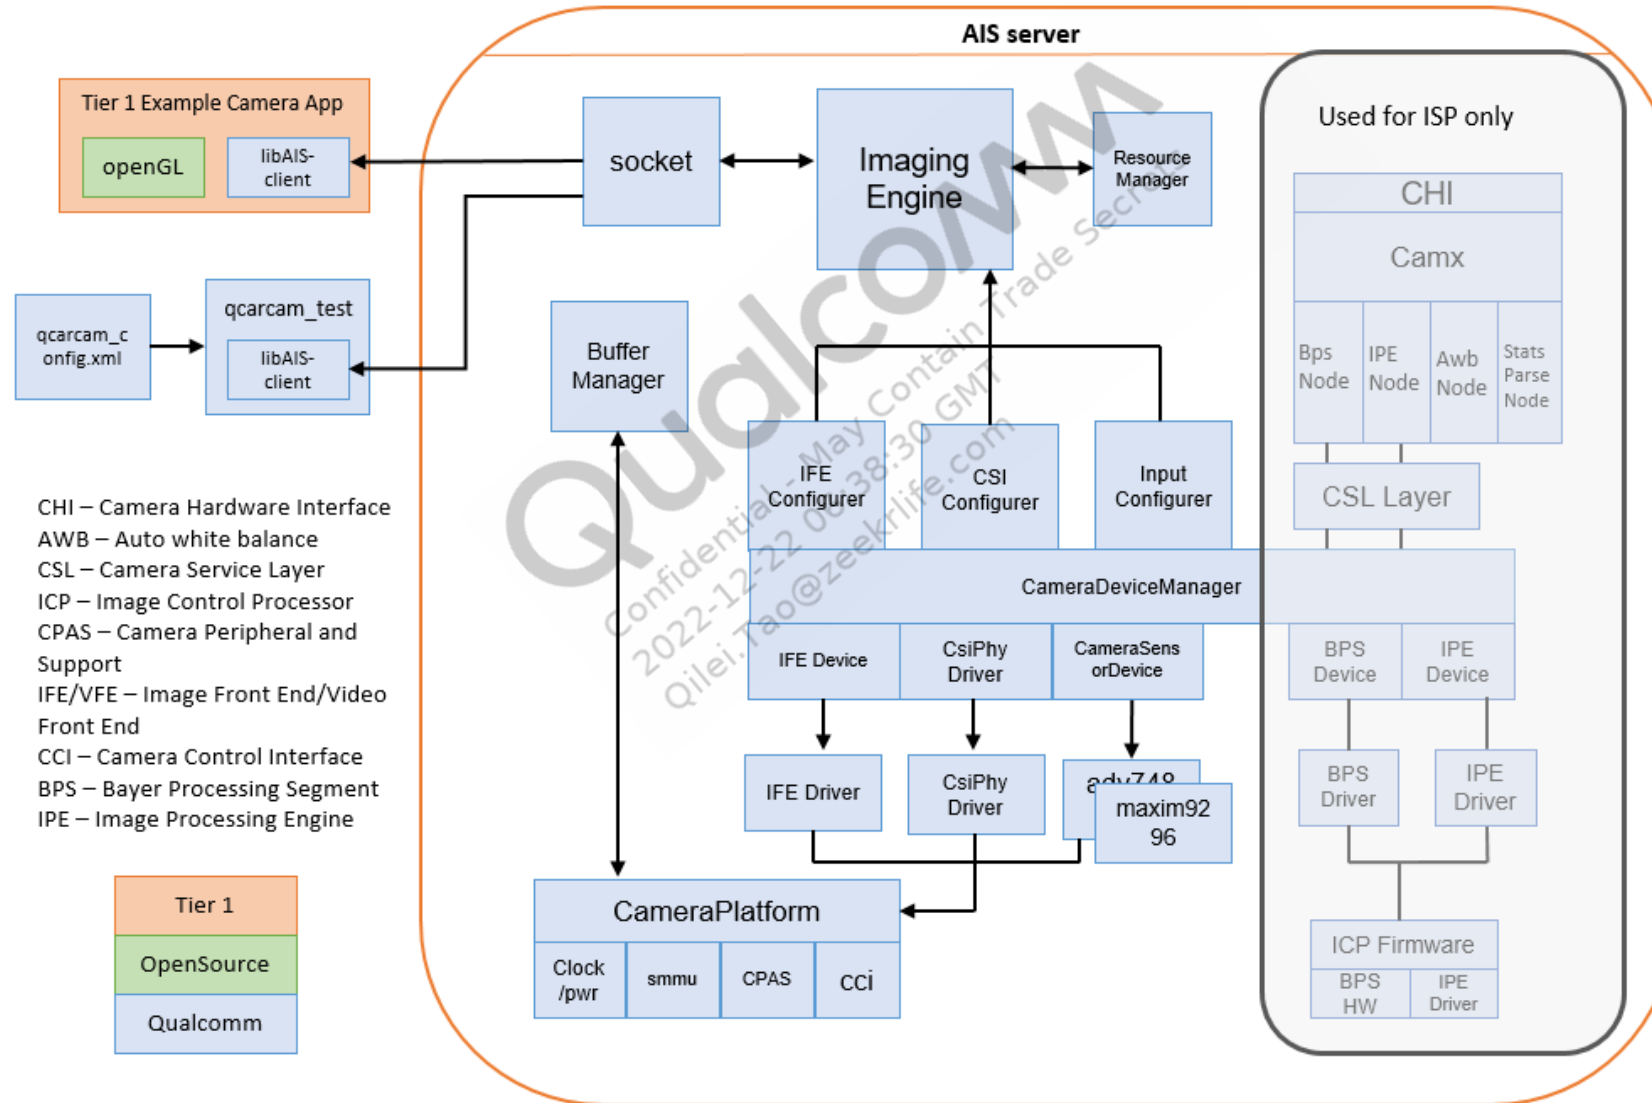 AIS server
Tier 1 Example Camera App
openGL
libAIS-
client
socket
Imaging
Engine
Resource
Manager
Used for ISP only
CHI
Camx
Bps
Node
IPE
Node
Awb
Node
Stats
Parse
Node
CSL Layer
qcarcam_c
onfig.xml
qcarcam_test
libAIS-
client
Buffer
Manager
IFE
Configurer
CSI
Configurer
Input
Configurer
CameraDeviceManager
IFE Device
CsiPhy
Driver
CameraSens
orDevice
BPS
Device
IPE
Device
IFE Driver
CsiPhy
Driver
adv748
maxim92
96
BPS
Driver
IPE
Driver
CameraPlatform
Clock
/pwr
smmu
CPAS
cci
ICP Firmware
BPS
HW
IPE
Driver
CHI – Camera Hardware Interface
AWB – Auto white balance
CSL – Camera Service Layer
ICP – Image Control Processor
CPAS – Camera Peripheral and
Support
IFE/VFE – Image Front End/Video
Front End
CCI – Camera Control Interface
BPS – Bayer Processing Segment
IPE – Image Processing Engine
Tier 1
OpenSource
Qualcomm
Qualcomm
Confidential - May Contain Trade Secrets
2022-12-22 06:38:30 GMT
Qilei.Tao@zeekrlife.com